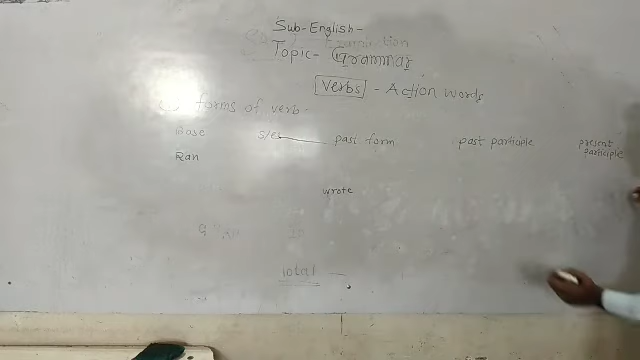 Sub-English-
Topic- Grammar
Verbs - Action words
forms of verb-
Base s/es past form past participle present participle
Ran
wrote
Total -